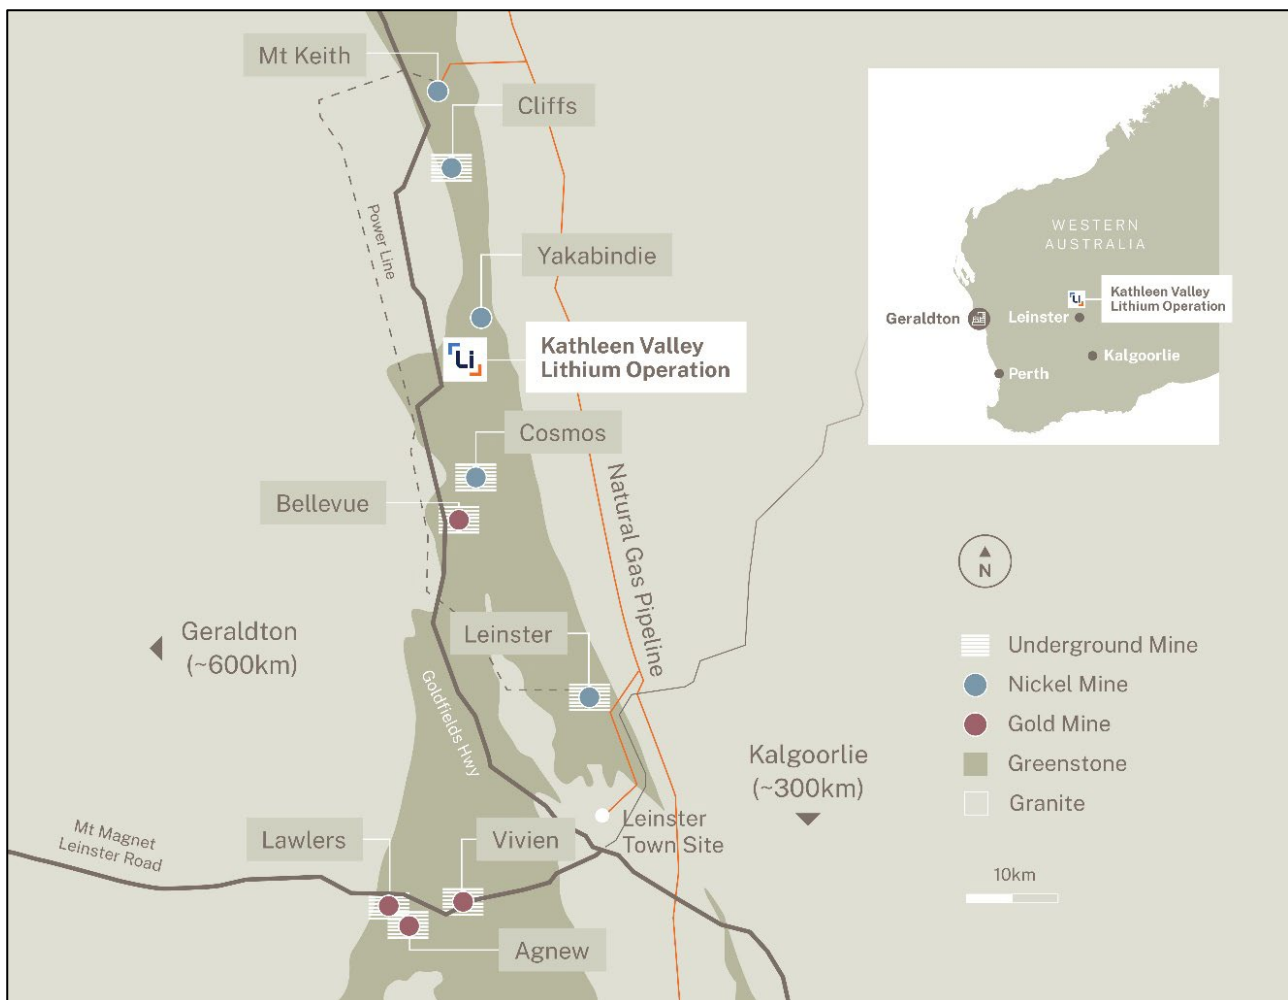 Mt Keith
Cliffs
Power Line
Yakabindie
Li
Kathleen Valley
Lithium Operation
Cosmos
Bellevue
Natural Gas Pipeline
Leinster
Geraldton
(~600km)
Goldfields Hwy
Kalgoorlie
(~300km)
Leinster
Town Site
Mt Magnet
Leinster Road
Lawlers
Vivien
Agnew
WESTERN
AUSTRALIA
Li
Kathleen Valley
Lithium Operation
Geraldton
Leinster
Kalgoorlie
Perth
N
Underground Mine
Nickel Mine
Gold Mine
Greenstone
Granite
10km